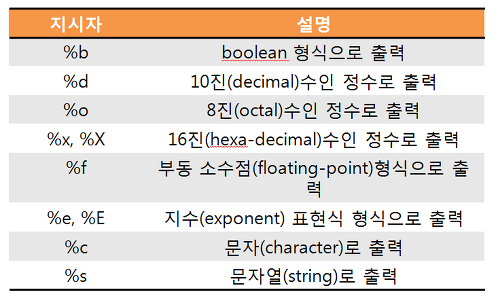 지시자 설명
%b boolean 형식으로 출력
%d 10진(decimal)수인 정수로 출력
%o 8진(octal)수인 정수로 출력
%x, %X 16진(hexa-decimal)수인 정수로 출력
%f 부동 소수점(floating-point)형식으로 출
력
%e, %E 지수(exponent) 표현식 형식으로 출력
%c 문자(character)로 출력
%s 문자열(string)로 출력